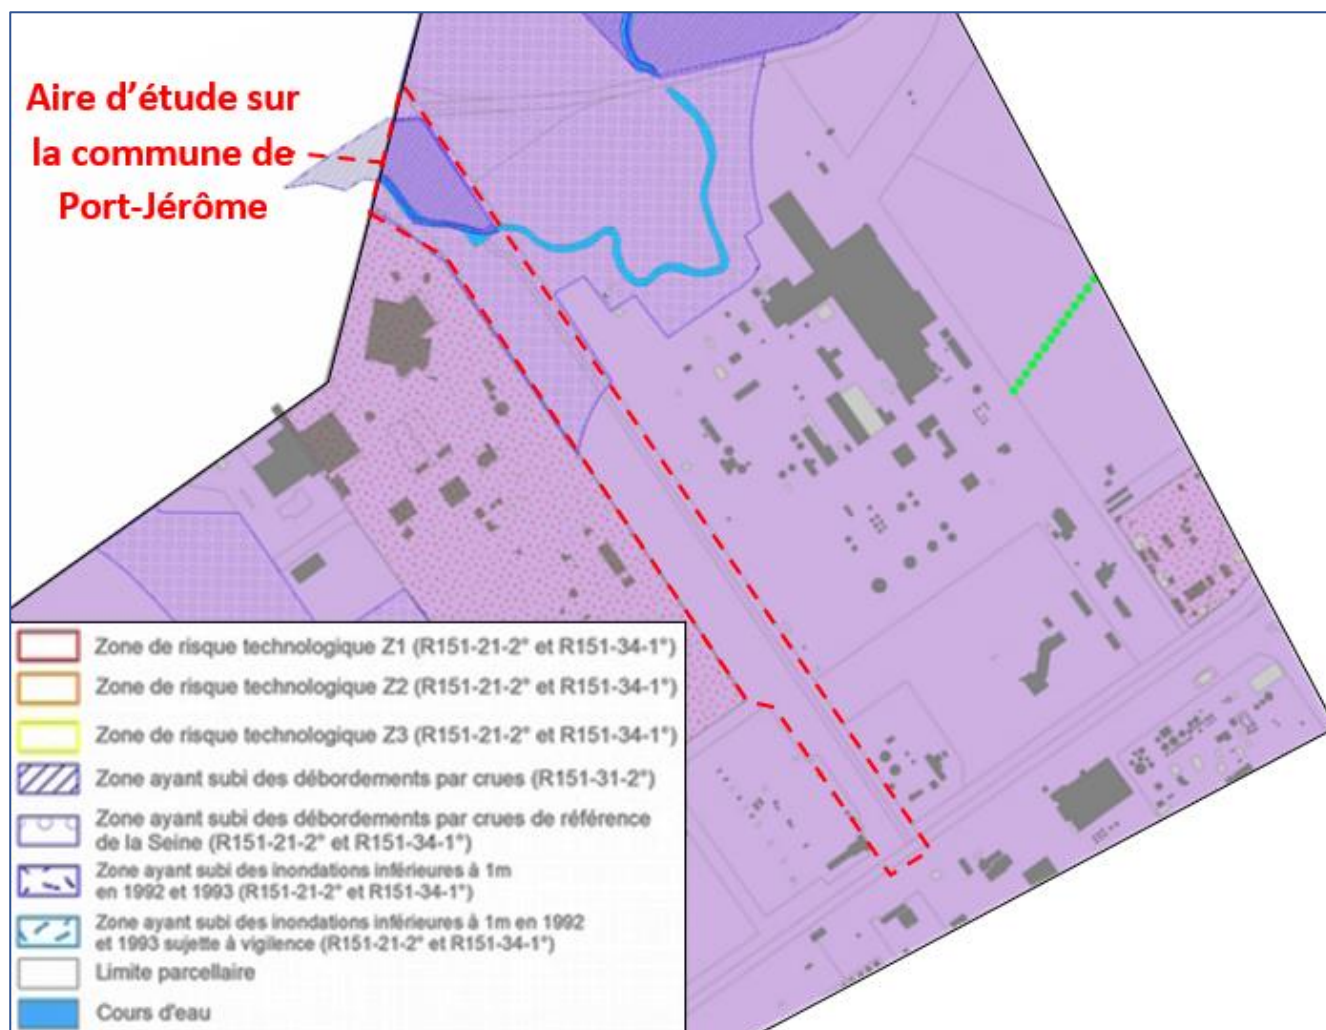 Aire d'étude sur
la commune de
Port-Jérôme
Zone de risque technologique Z1 (R151-21-2° et R151-34-1°)
Zone de risque technologique Z2 (R151-21-2° et R151-34-1°)
Zone de risque technologique Z3 (R151-21-2° et R151-34-1°)
Zone ayant subi des débordements par crues (R151-31-2°)
Zone ayant subi des débordements par crues de référence
de la Seine (R151-21-2° et R151-34-1°)
Zone ayant subi des inondations inférieures à 1m
en 1992 et 1993 (R151-21-2° et R151-34-1°)
Zone ayant subi des inondations inférieures à 1m en 1992
et 1993 sujette à vigilence (R151-21-2° et R151-34-1°)
Limite parcellaire
Cours d'eau